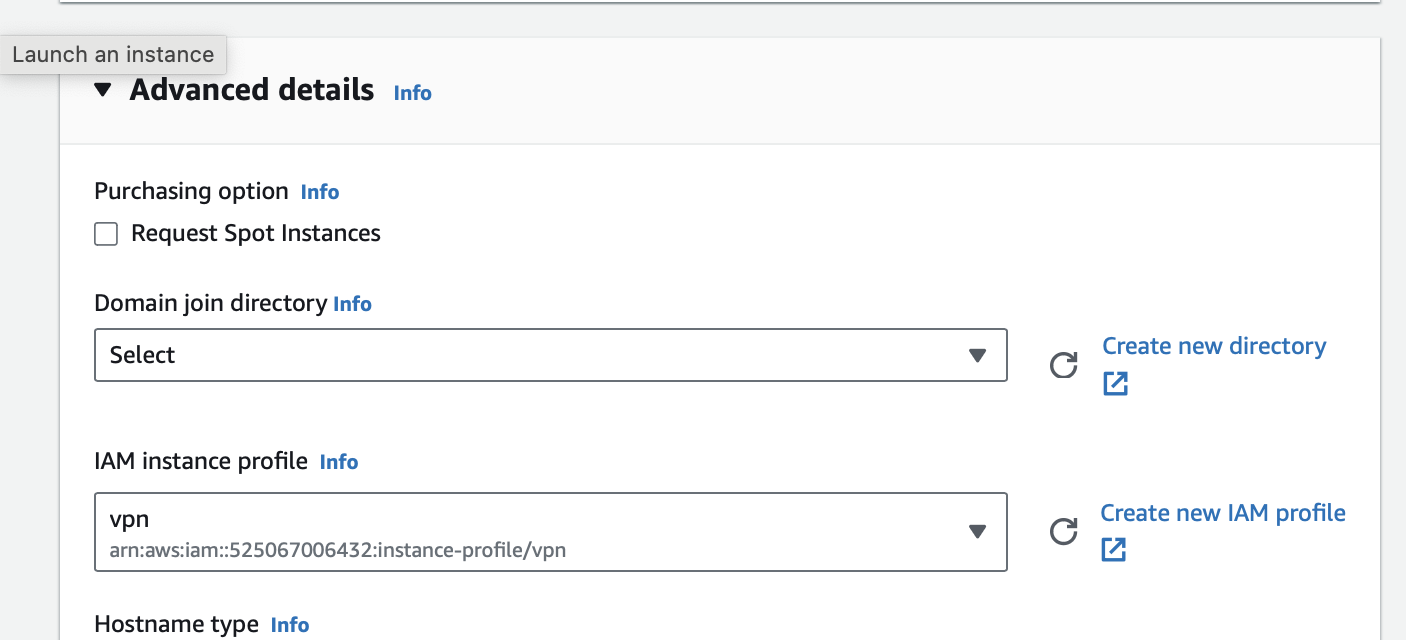 Launch an instance
Advanced details Info
Purchasing option Info
Request Spot Instances
Domain join directory Info
Select
Create new directory
IAM instance profile Info
vpn
arn:aws:iam::525067006432:instance-profile/vpn
Create new IAM profile
Hostname type Info